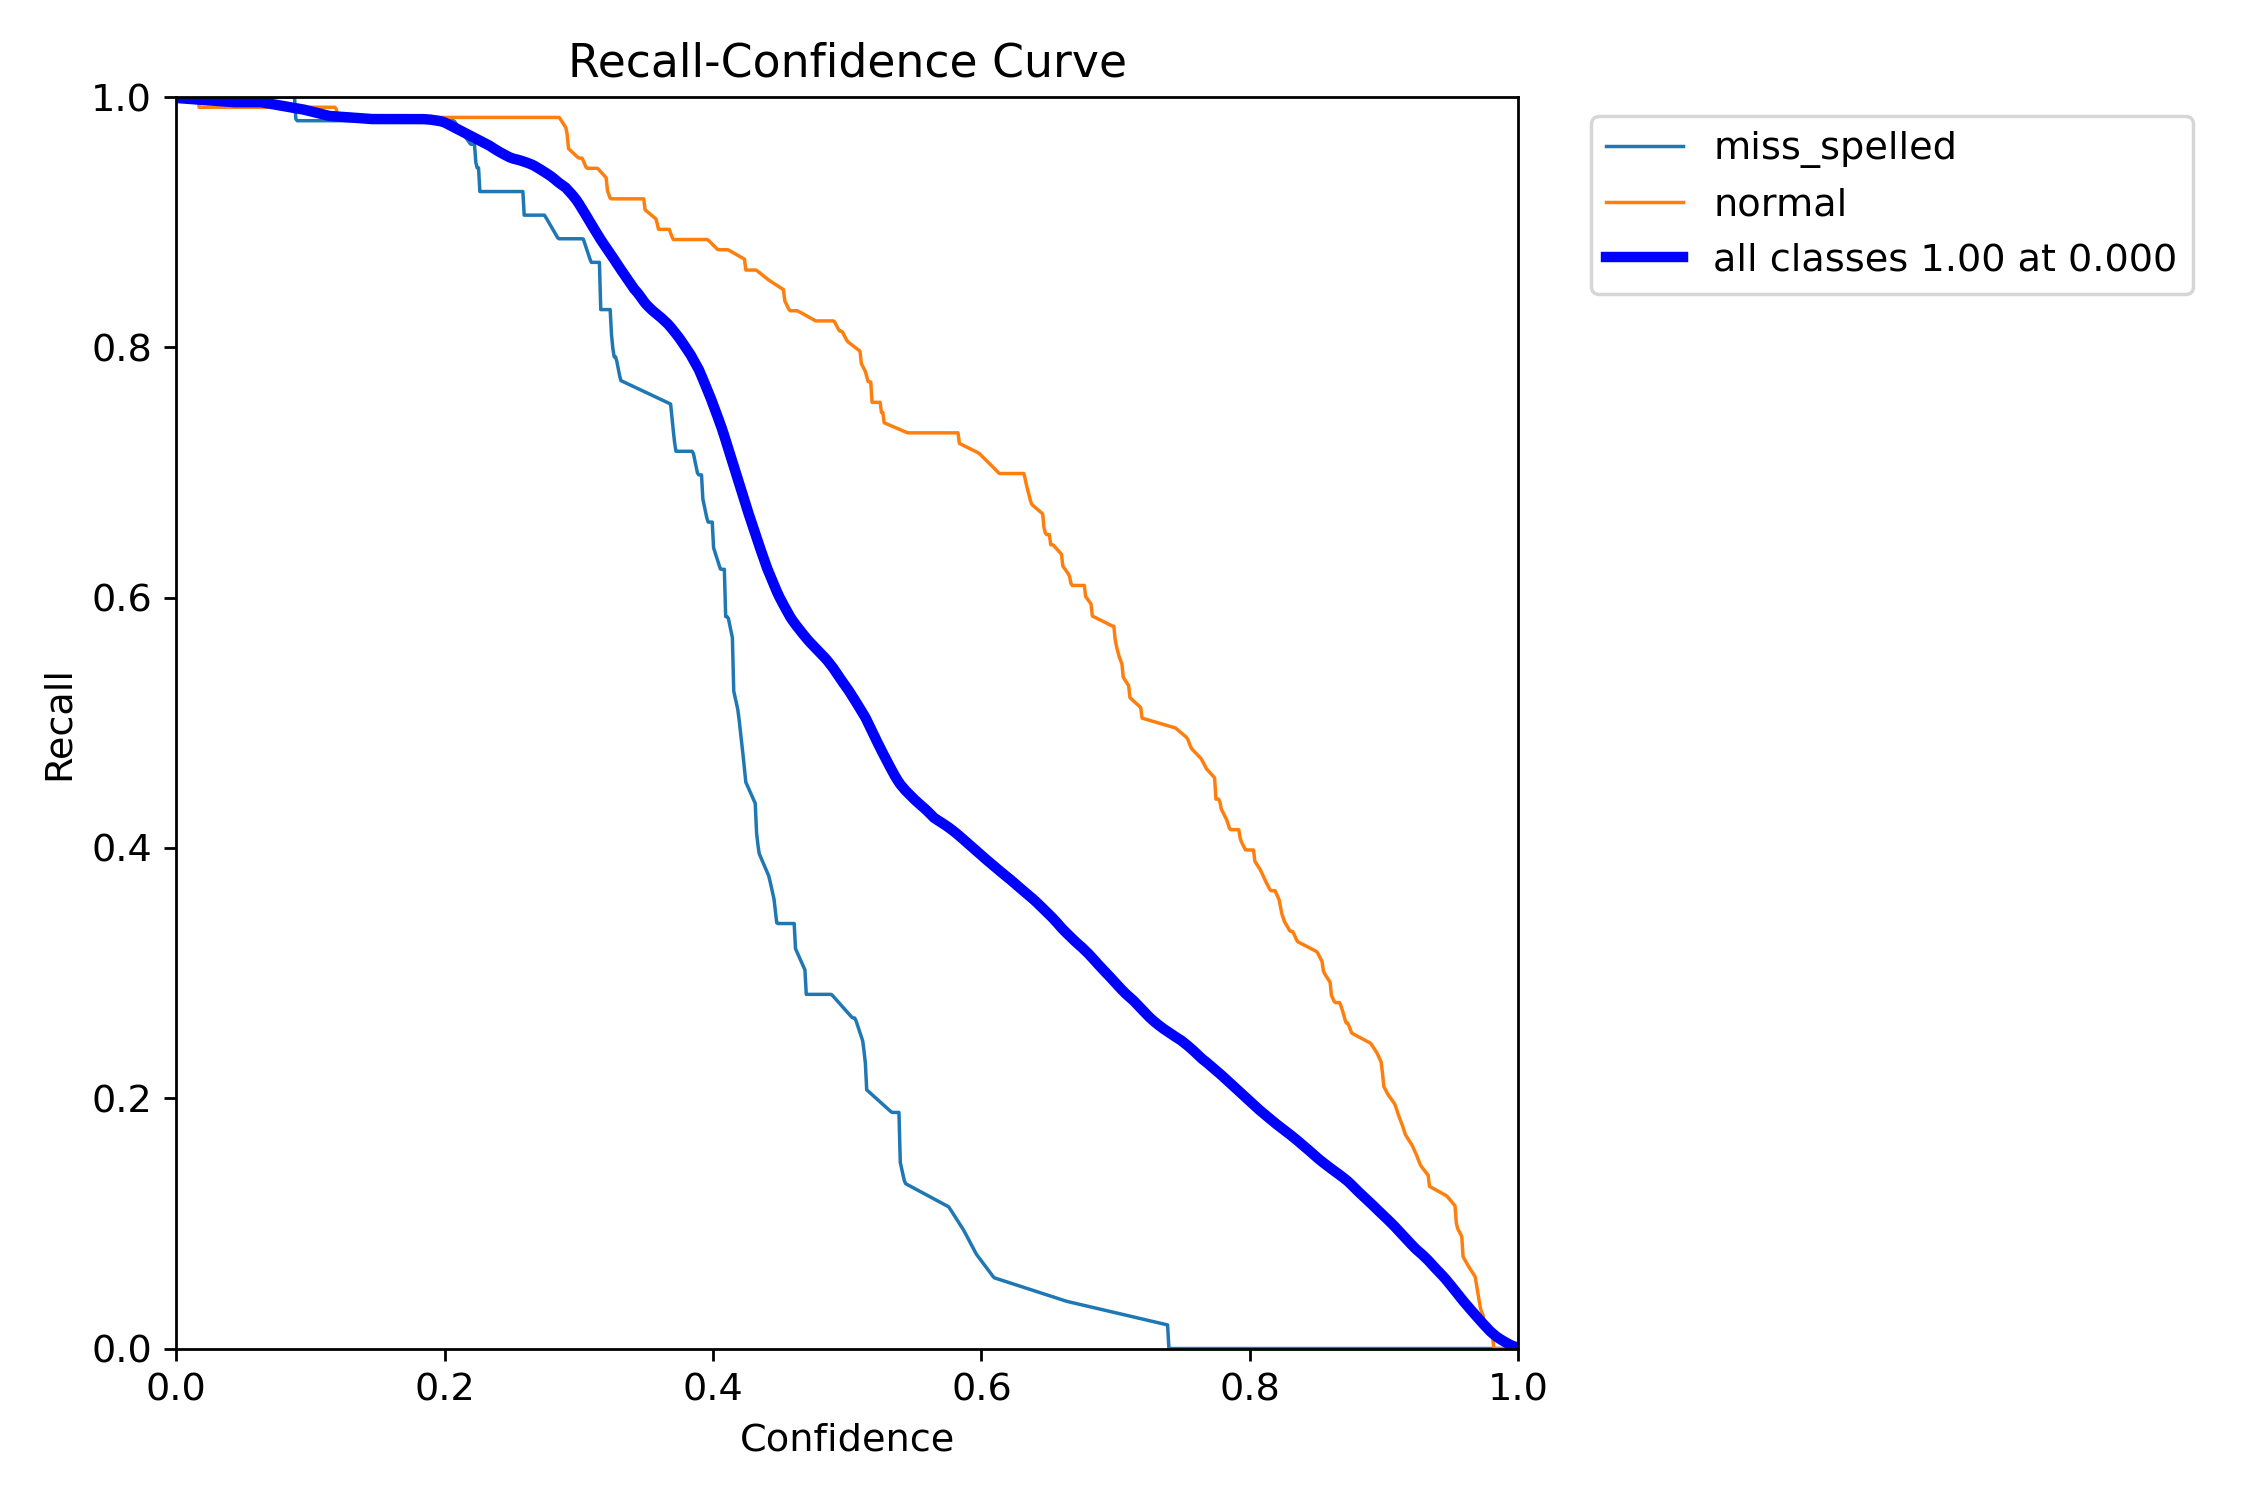 Recall-Confidence Curve
1.0
0.8
0.6
0.4
0.2
0.0
Recall
0.0 0.2 0.4 0.6 0.8 1.0
Confidence
miss_spelled
normal
all classes 1.00 at 0.000